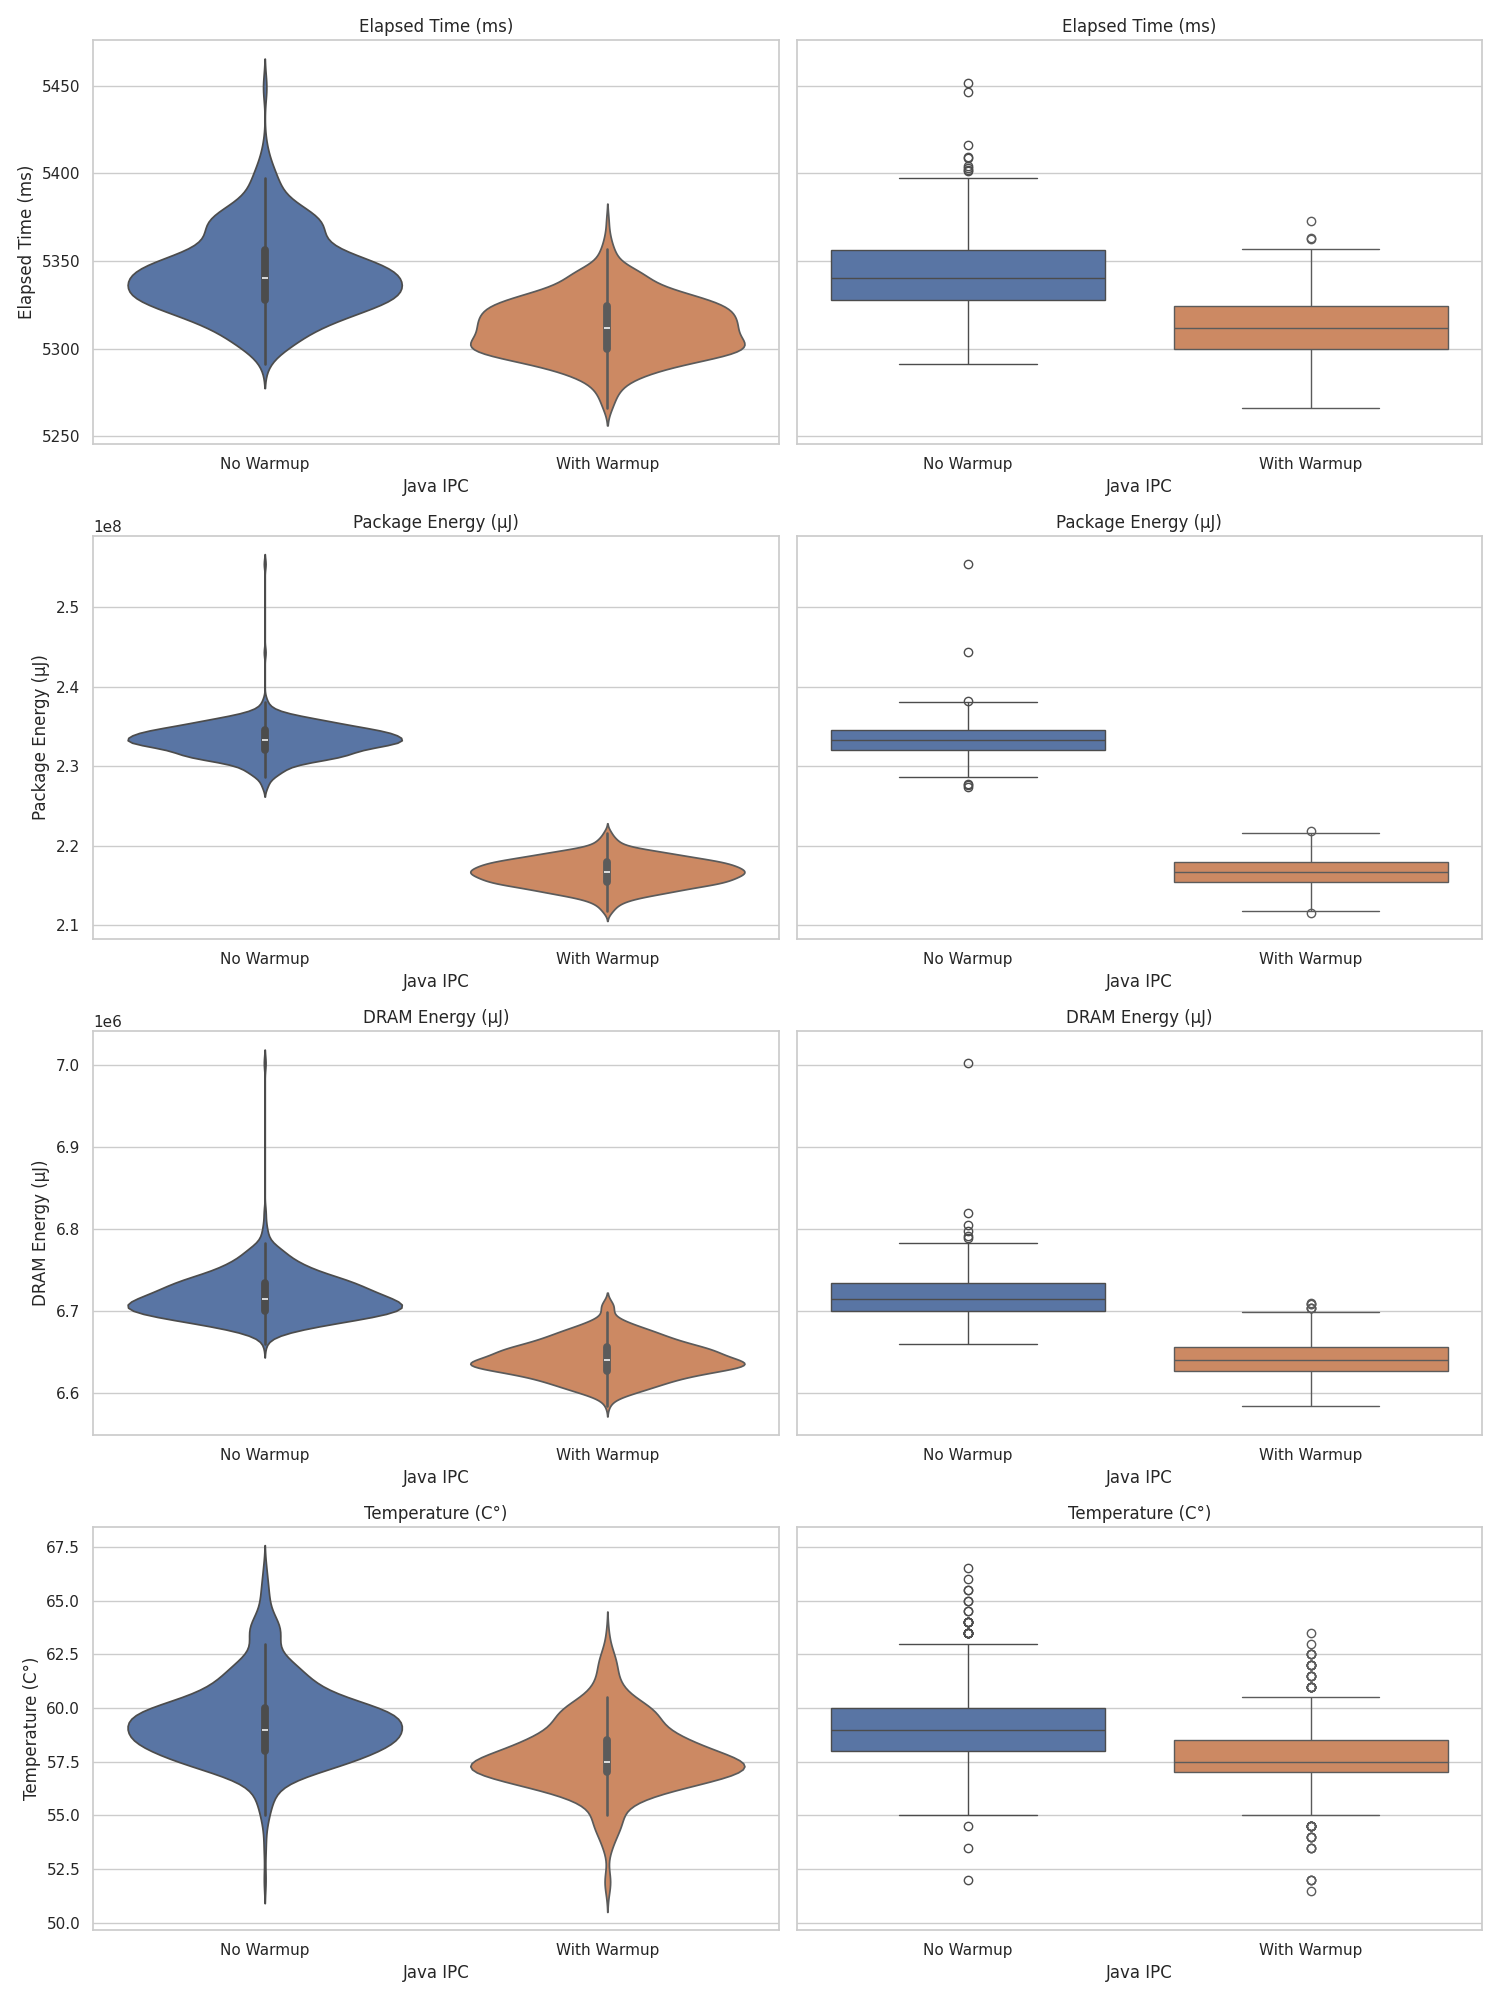 Elapsed Time (ms)
Elapsed Time (ms)
Elapsed Time (ms)
5450
5400
5350
5300
5250
No Warmup
With Warmup
No Warmup
With Warmup
Java IPC
Java IPC
1e8
Package Energy (μJ)
Package Energy (μJ)
Package Energy (μJ)
2.5
2.4
2.3
2.2
2.1
No Warmup
With Warmup
No Warmup
With Warmup
Java IPC
Java IPC
1e6
DRAM Energy (μJ)
DRAM Energy (μJ)
DRAM Energy (μJ)
7.0
6.9
6.8
6.7
6.6
No Warmup
With Warmup
No Warmup
With Warmup
Java IPC
Java IPC
Temperature (C°)
Temperature (C°)
Temperature (C°)
67.5
65.0
62.5
60.0
57.5
55.0
52.5
50.0
No Warmup
With Warmup
No Warmup
With Warmup
Java IPC
Java IPC